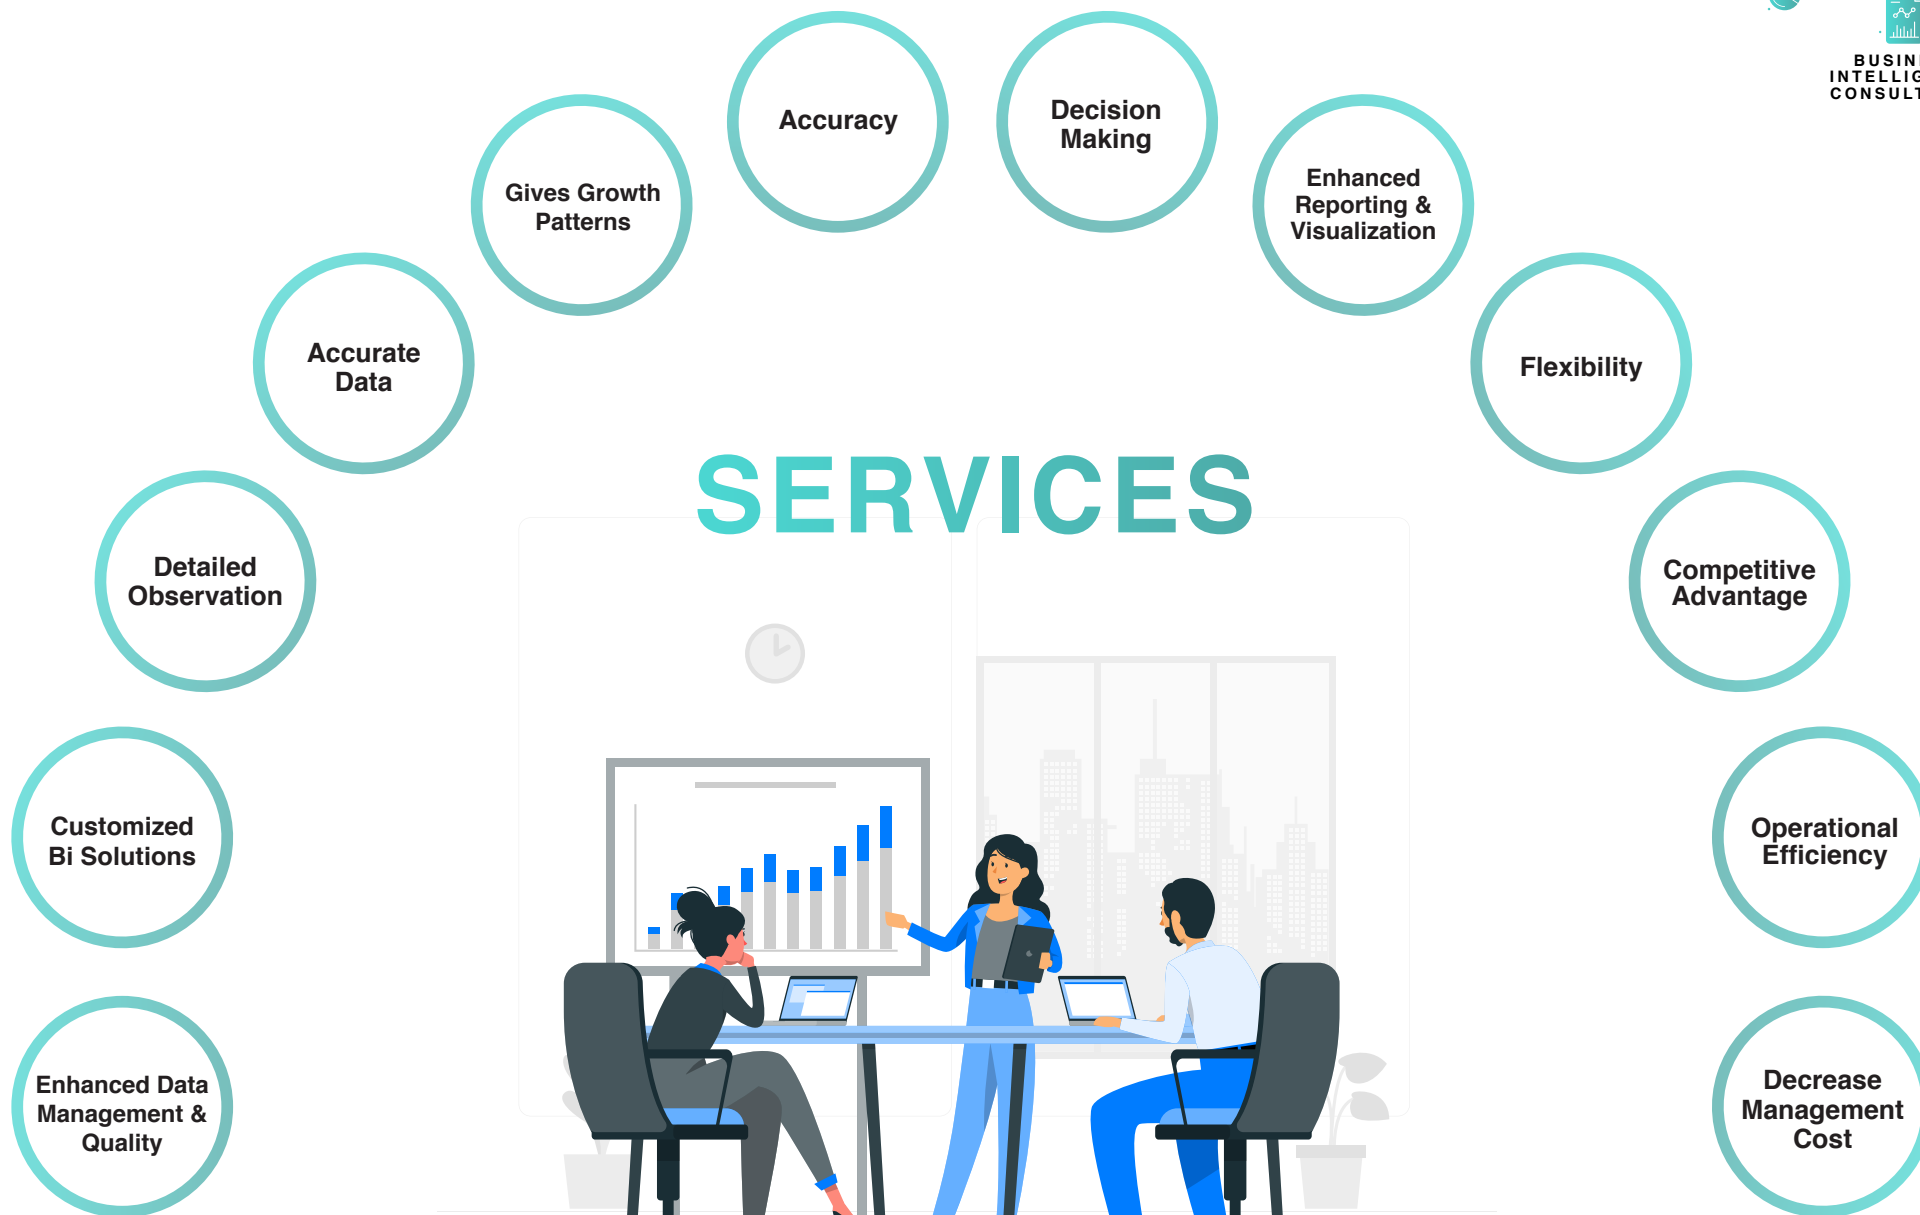 Accuracy
Decision
Making
Gives Growth
Patterns
Enhanced
Reporting &
Visualization
Accurate
Data
Flexibility
SERVICES
Detailed
Observation
Competitive
Advantage
Customized
Bi Solutions
Operational
Efficiency
Enhanced Data
Management &
Quality
Decrease
Management
Cost